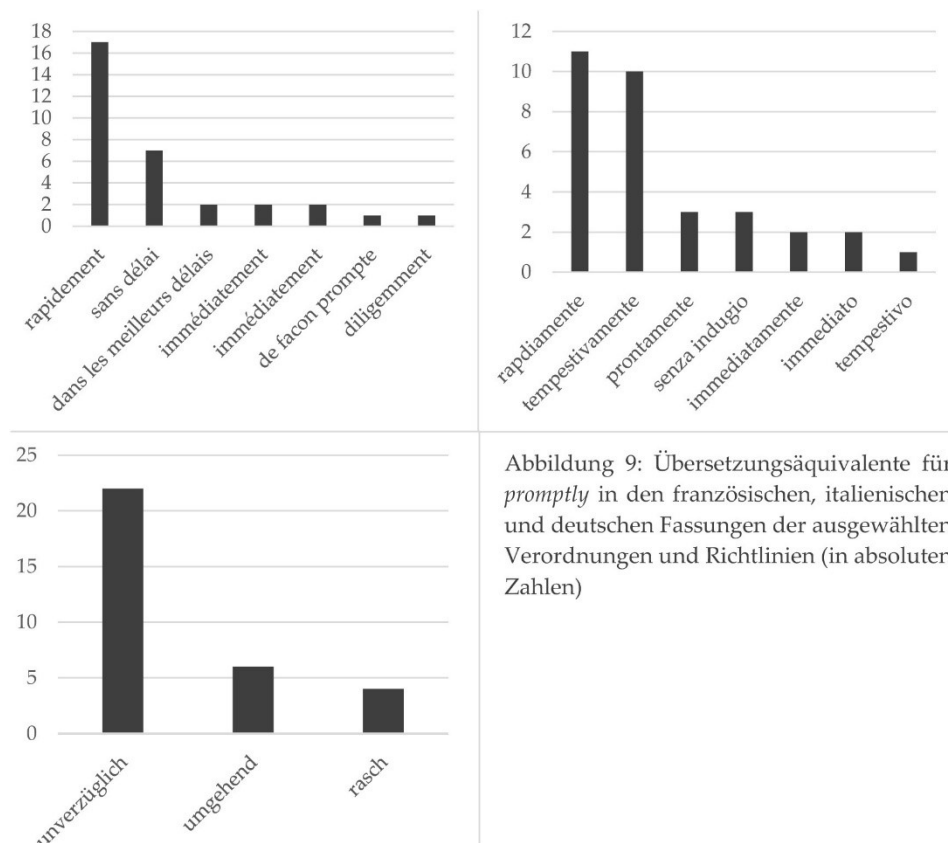 18
16
14
12
10
8
6
4
2
0
rapidement
sans délai
dans les meilleurs délais
immédiatement
immédiatement
de facon prompte
diligemment
12
10
8
6
4
2
0
rapdiamente
tempestivamente
prontamente
senza indugio
immediatamente
immediato
tempestivo
25
20
15
10
5
0
unverzüglich
umgehend
rasch
Abbildung 9: Übersetzungsäquivalente für
promptly in den französischen, italienischen
und deutschen Fassungen der ausgewählten
Verordnungen und Richtlinien (in absoluten
Zahlen)